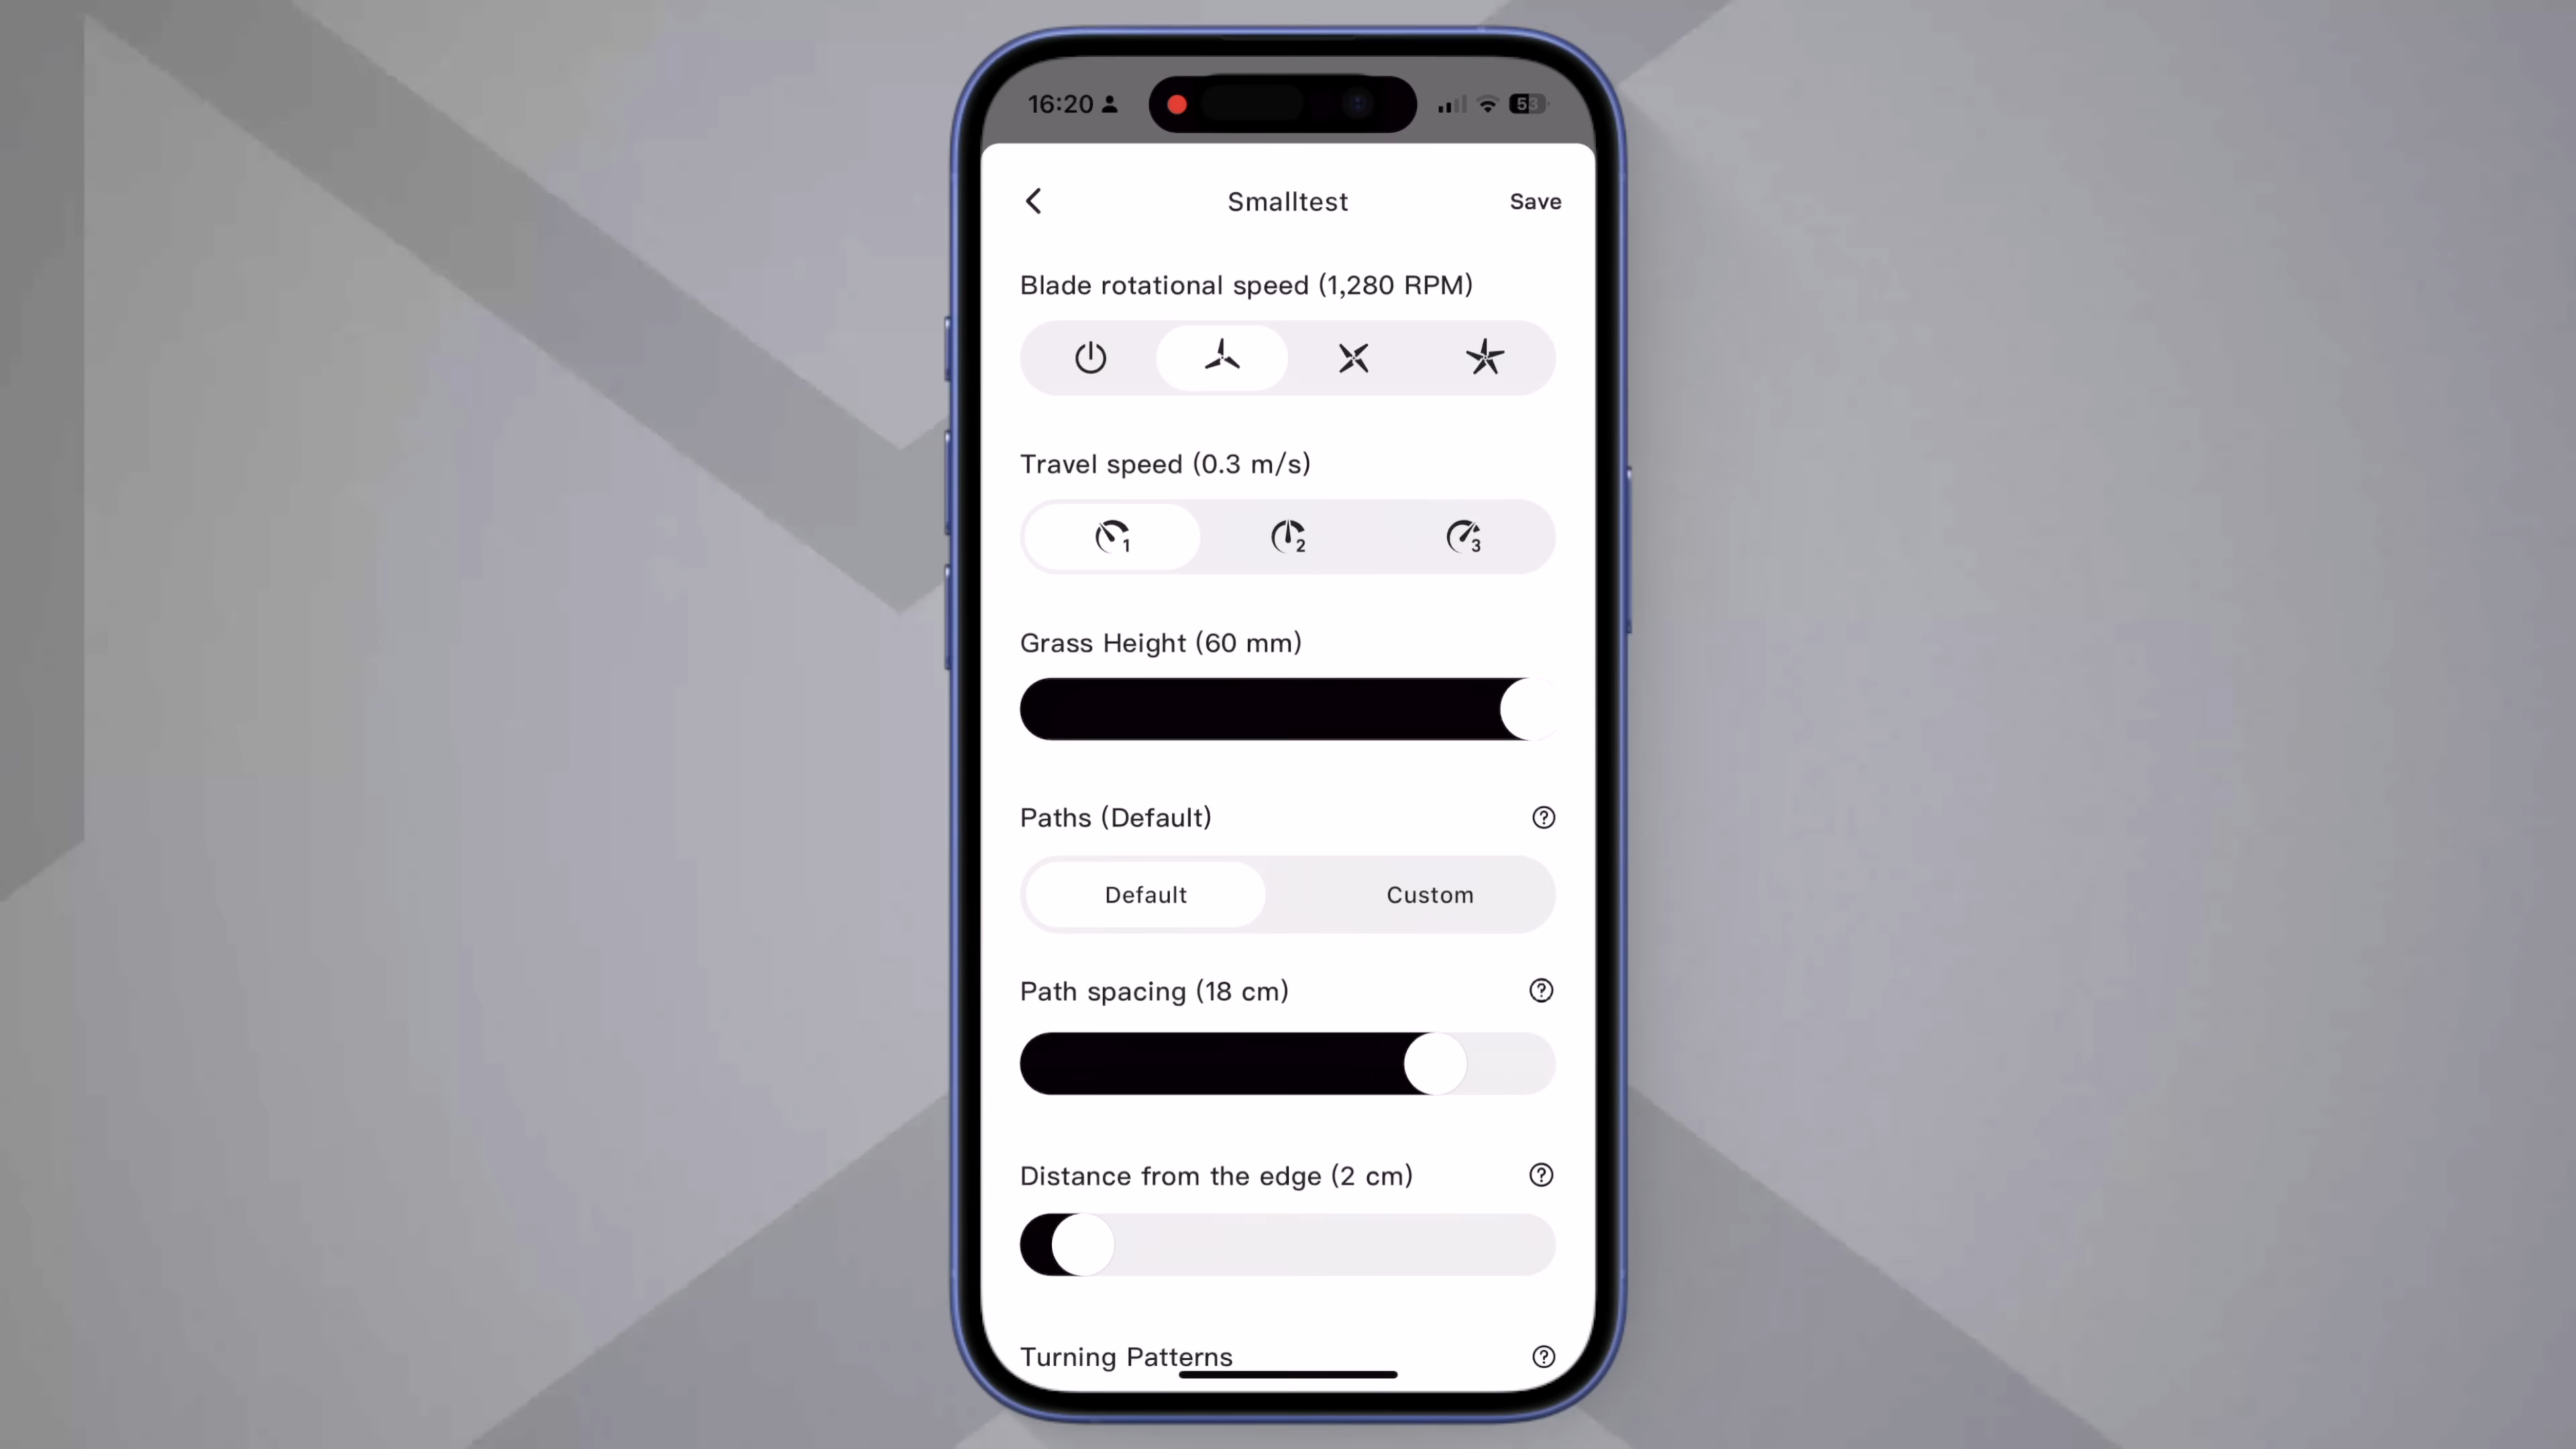 16:20
53
Smalltest
Save
Blade rotational speed (1,280 RPM)
Travel speed (0.3 m/s)
1
2
3
Grass Height (60 mm)
Paths (Default)
Default
Custom
Path spacing (18 cm)
Distance from the edge (2 cm)
Turning Patterns